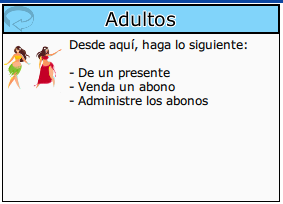 Adultos
Desde aquí, haga lo siguiente:
- De un presente
- Venda un abono
- Administre los abonos